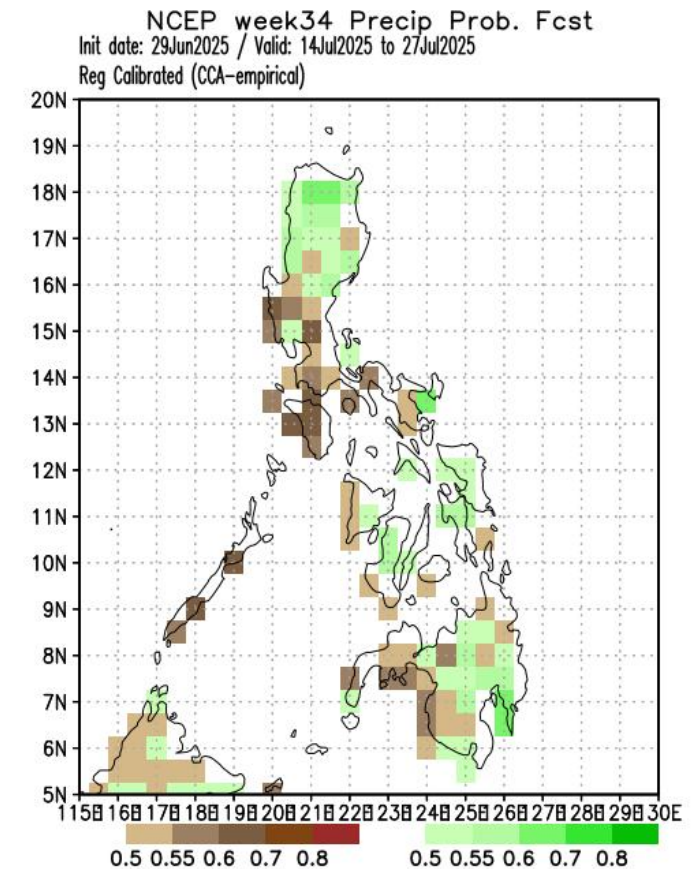 NCEP week34 Precip Prob. Fcst
Init date: 29Jun2025 / Valid: 14Jul2025 to 27Jul2025
Reg Calibrated (CCA-empirical)
20N
19N
18N
17N
16N
15N
14N
13N
12N
11N
10N
9N
8N
7N
6N
5N
115E 116E 117E 118E 119E 120E 121E 122E 123E 124E 125E 126E 127E 128E 129E 130E
0.5 0.55 0.6 0.7 0.8 0.5 0.55 0.6 0.7 0.8